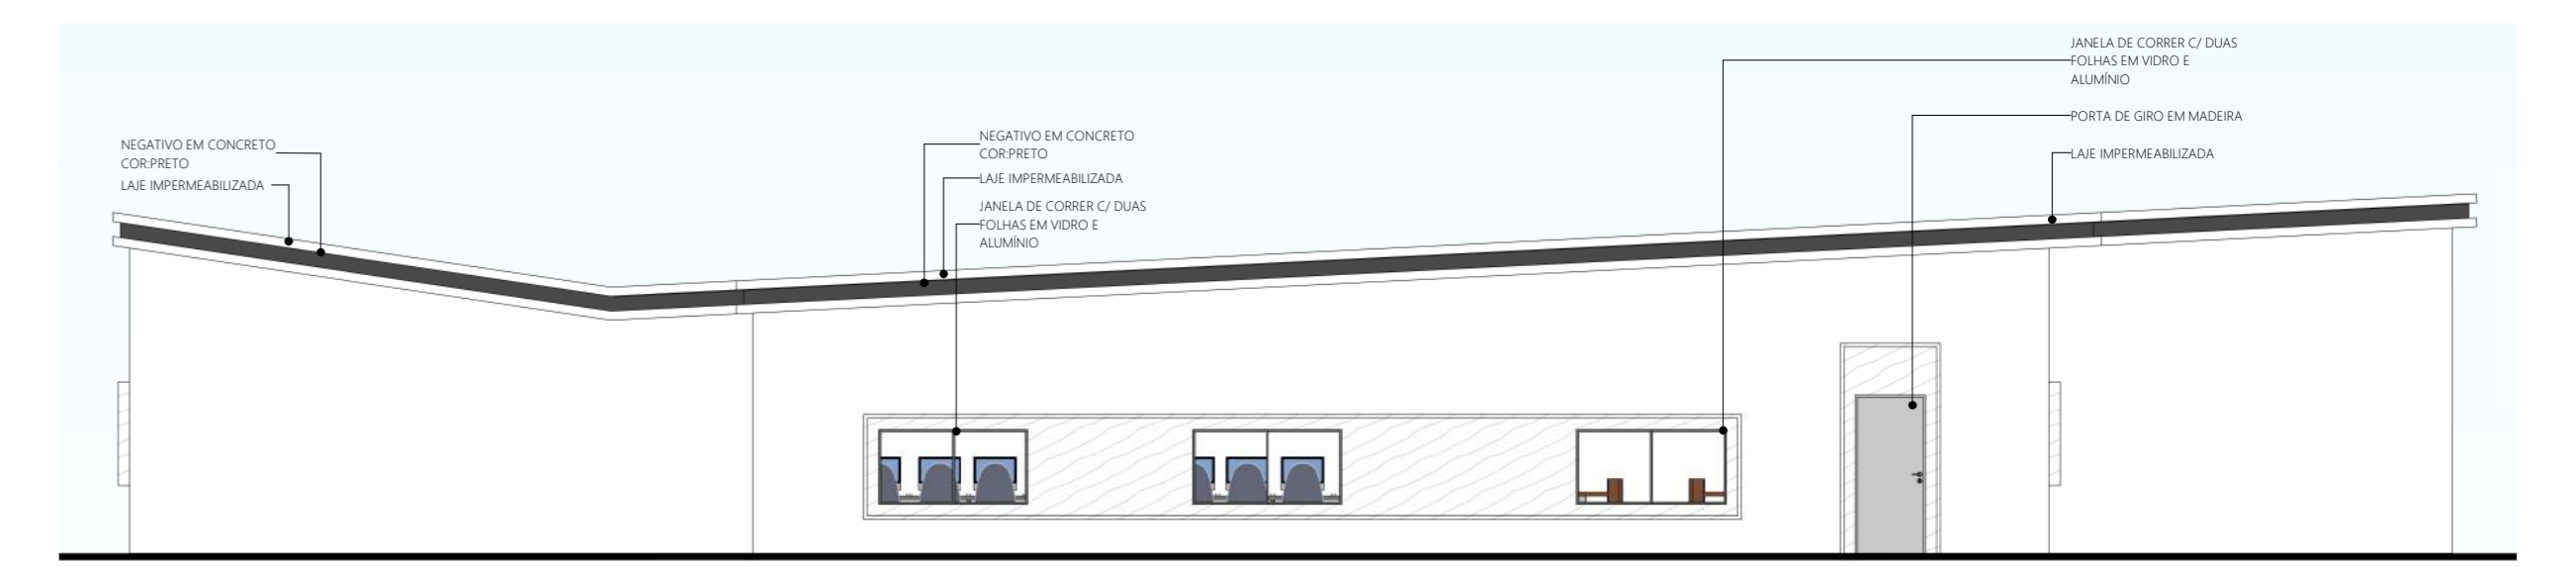 NEGATIVO EM CONCRETO
COR:PRETO
LAJE IMPERMEABILIZADA
NEGATIVO EM CONCRETO
COR:PRETO
LAJE IMPERMEABILIZADA
JANELA DE CORRER C/ DUAS
FOLHAS EM VIDRO E
ALUMÍNIO
JANELA DE CORRER C/ DUAS
FOLHAS EM VIDRO E
ALUMÍNIO
PORTA DE GIRO EM MADEIRA
LAJE IMPERMEABILIZADA